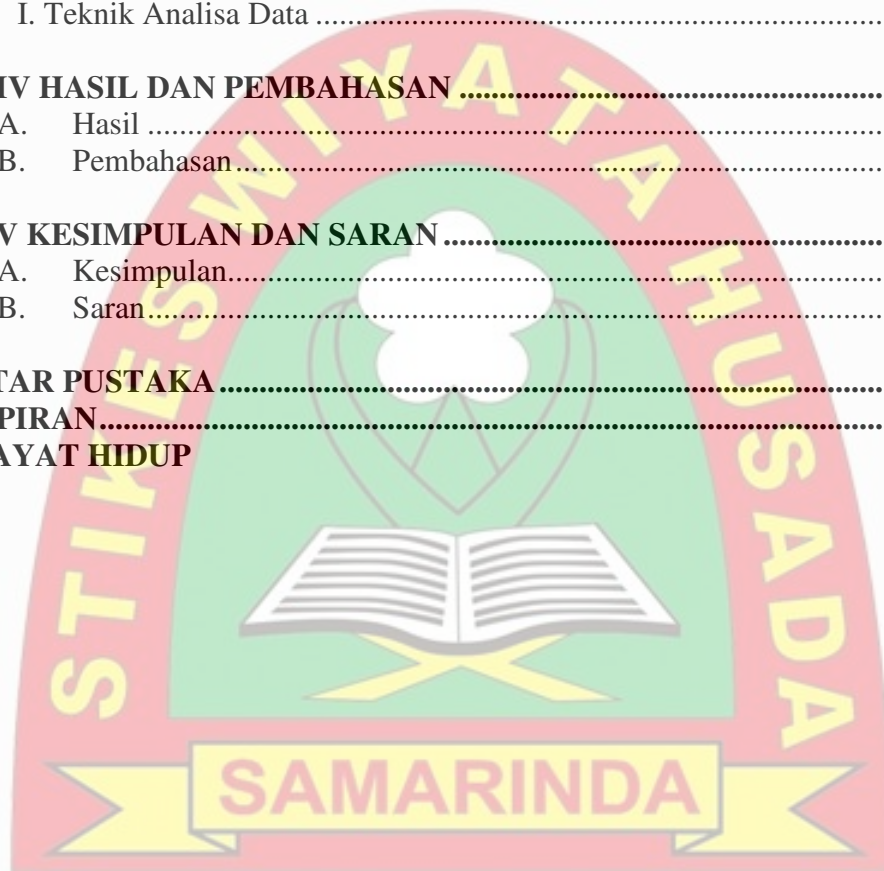 I. Teknik Analisa Data ........................................................................
IV HASIL DAN PEMBAHASAN ....................................................
A. Hasil ...........................................................................................
B. Pembahasan................................................................................
V KESIMPULAN DAN SARAN ......................................................
A. Kesimpulan.................................................................................
B. Saran...........................................................................................
TAR PUSTAKA ..................................................................................
PIRAN.................................................................................................
AYAT HIDUP
STIKES WIYATA HUSADA
SAMARINDA